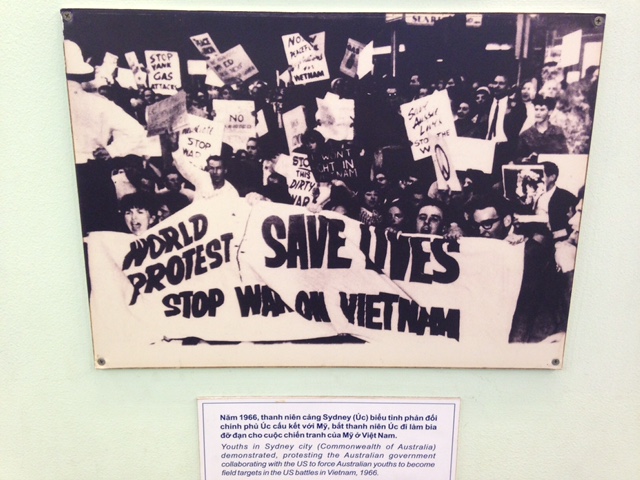 STOP
YANK
GAS
ATTACKS
NO
VIETNAM
NO
STOP
STOP
THIS
DIRTY
WAR
WORLD
PROTEST
SAVE LIVES
STOP WAR ON VIETNAM
Năm 1966, thanh niên cảng Sydney (Úc) biểu tình phản đối
chính phủ Úc cấu kết với Mỹ, bắt thanh niên Úc đi làm bia
đỡ đạn cho cuộc chiến tranh của Mỹ ở Việt Nam.
Youths in Sydney city (Commonwealth of Australia)
demonstrated, protesting the Australian government
collaborating with the US to force Australian youths to become
field targets in the US battles in Vietnam, 1966.